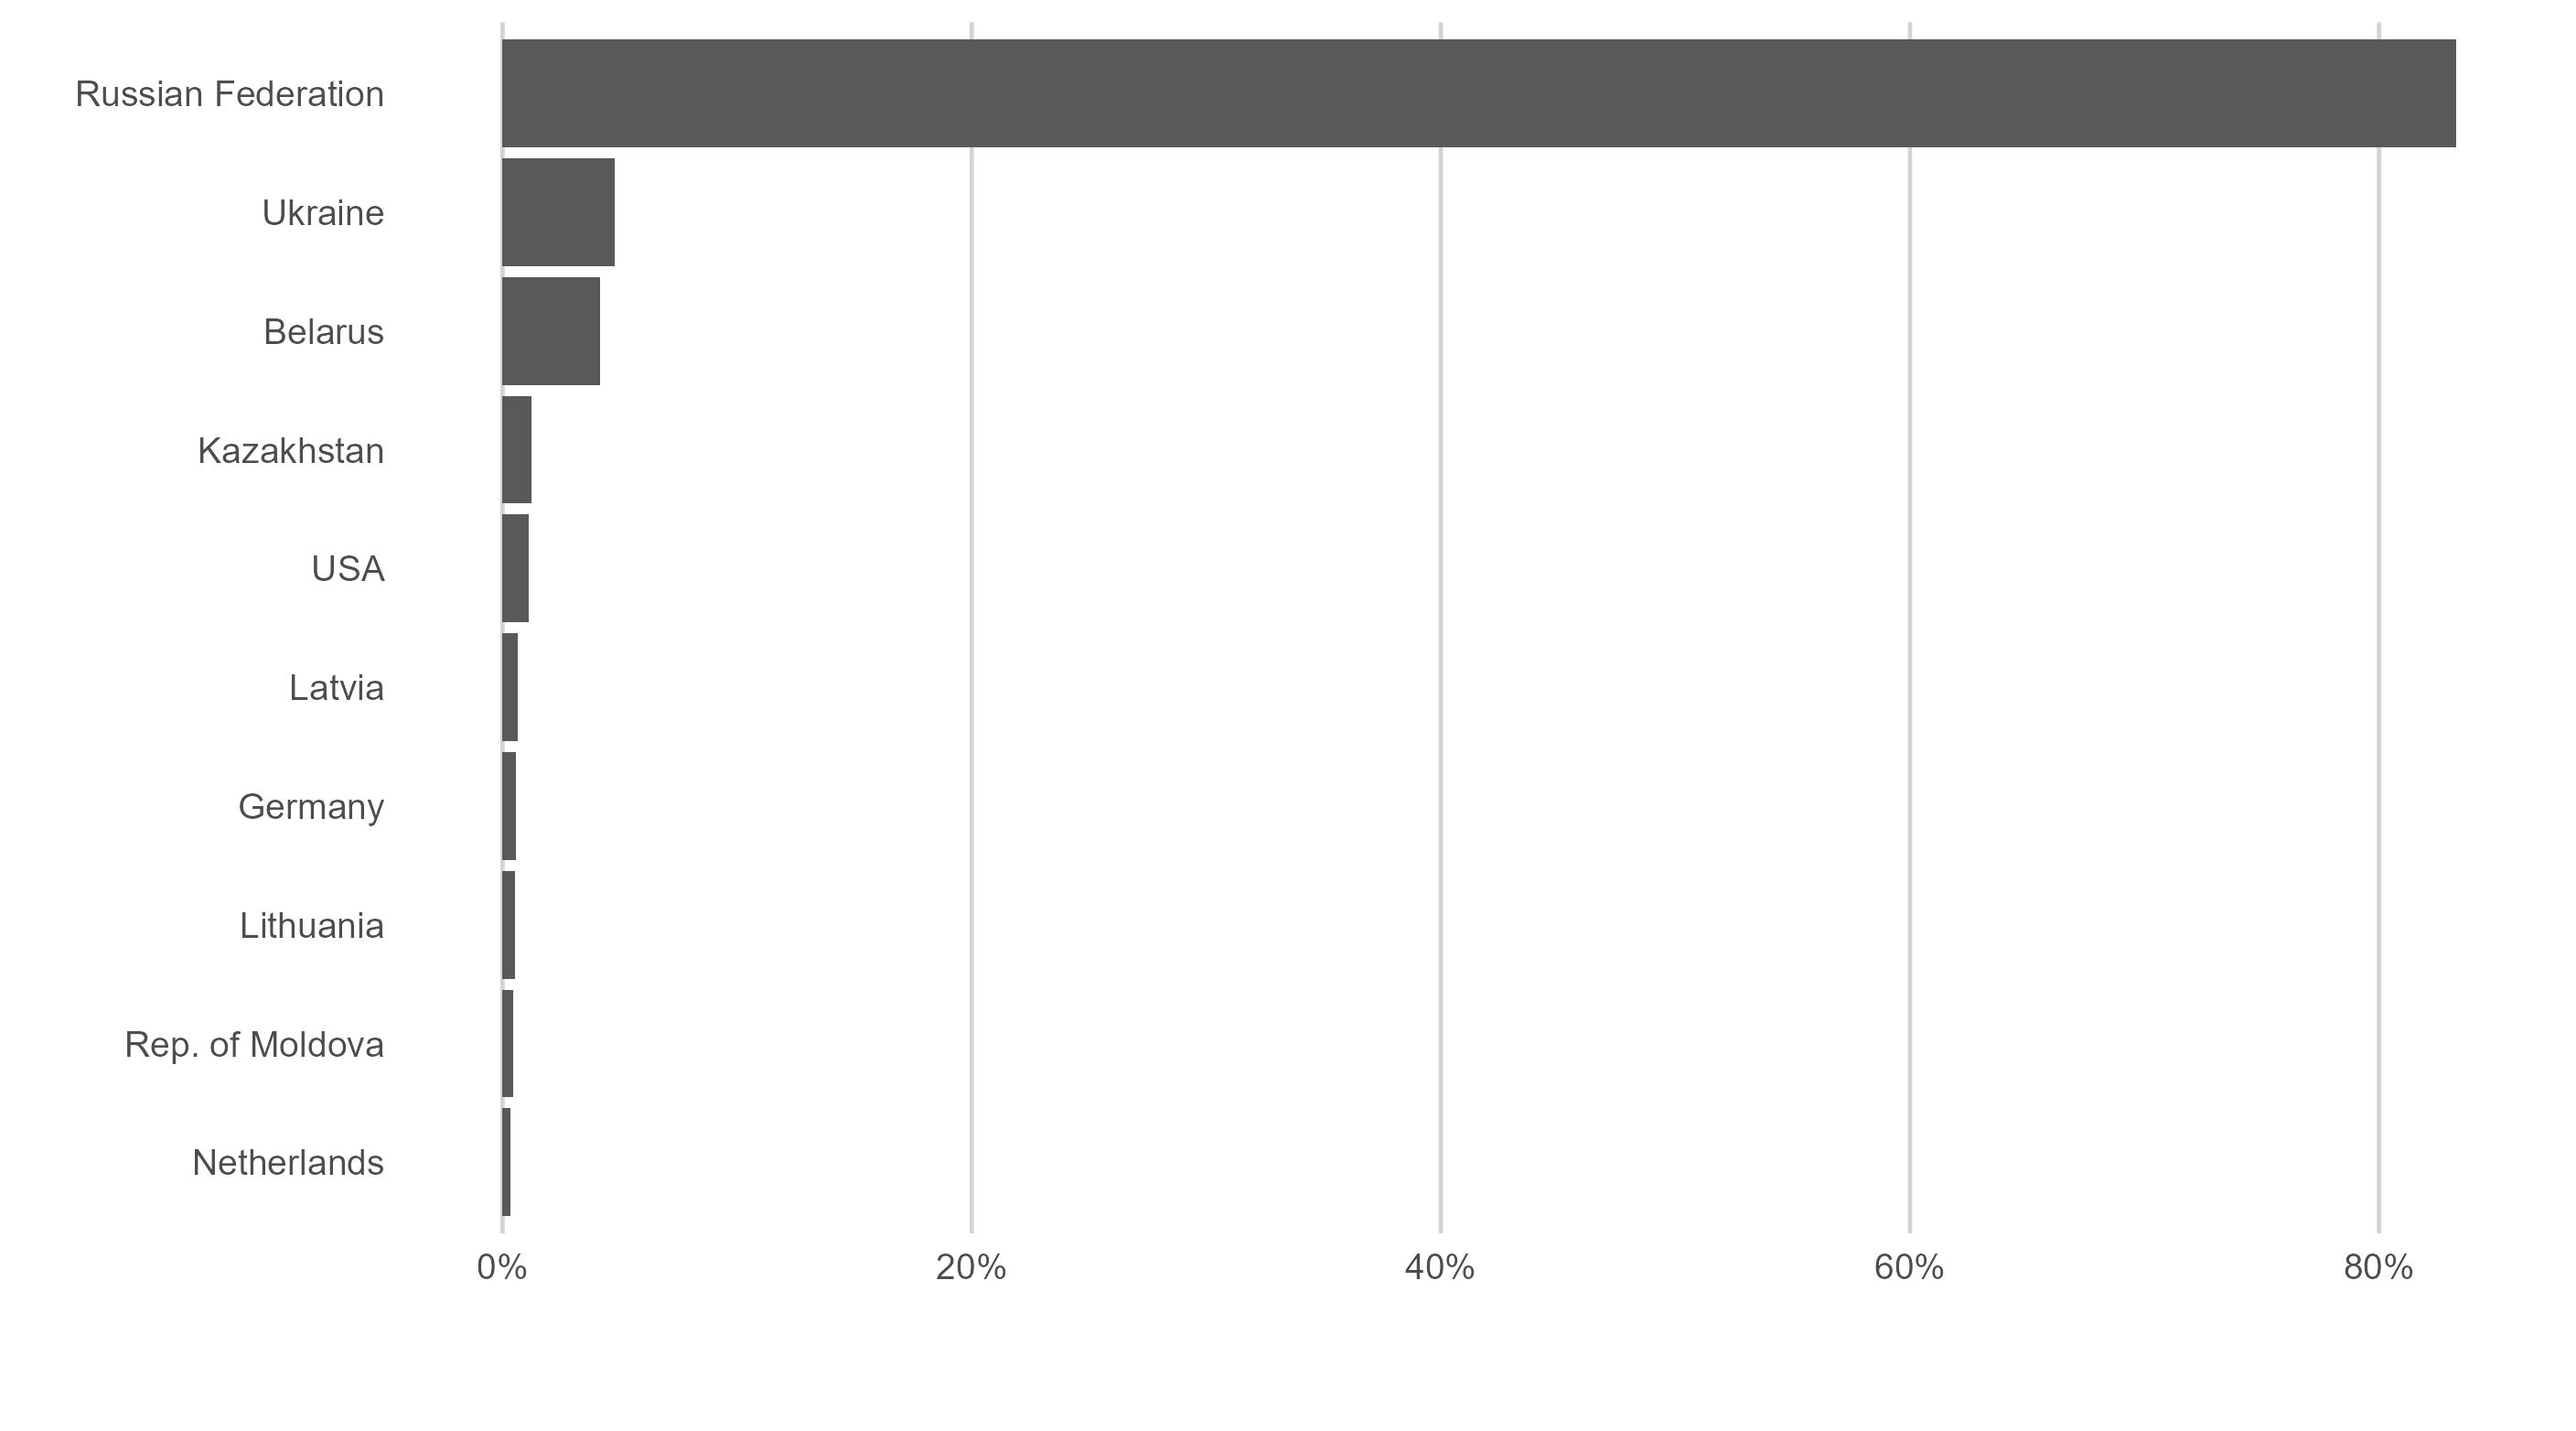 Russian Federation
Ukraine
Belarus
Kazakhstan
USA
Latvia
Germany
Lithuania
Rep. of Moldova
Netherlands
0% 20% 40% 60% 80%